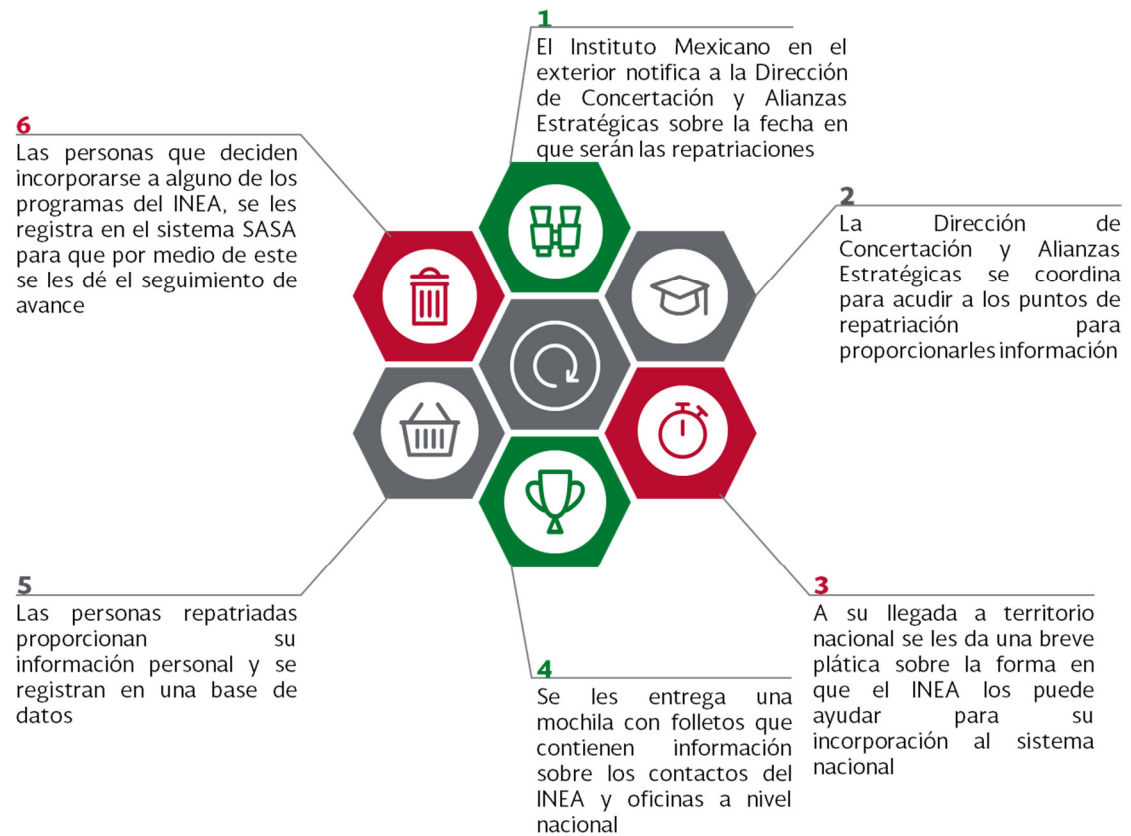 1
El Instituto Mexicano en el
exterior notifica a la Dirección
de Concertación y Alianzas
Estratégicas sobre la fecha en
que serán las repatriaciones
2
La Dirección de
Concertación y Alianzas
Estratégicas se coordina
para acudir a los puntos de
repatriación para
proporcionarles información
3
A su llegada a territorio
nacional se les da una breve
plática sobre la forma en
que el INEA los puede
ayudar para su
incorporación al sistema
nacional
4
Se les entrega una
mochila con folletos que
contienen información
sobre los contactos del
INEA y oficinas a nivel
nacional
5
Las personas repatriadas
proporcionan su
información personal y se
registran en una base de
datos
6
Las personas que deciden
incorporarse a alguno de los
programas del INEA, se les
registra en el sistema SASA
para que por medio de este
se les dé el seguimiento de
avance